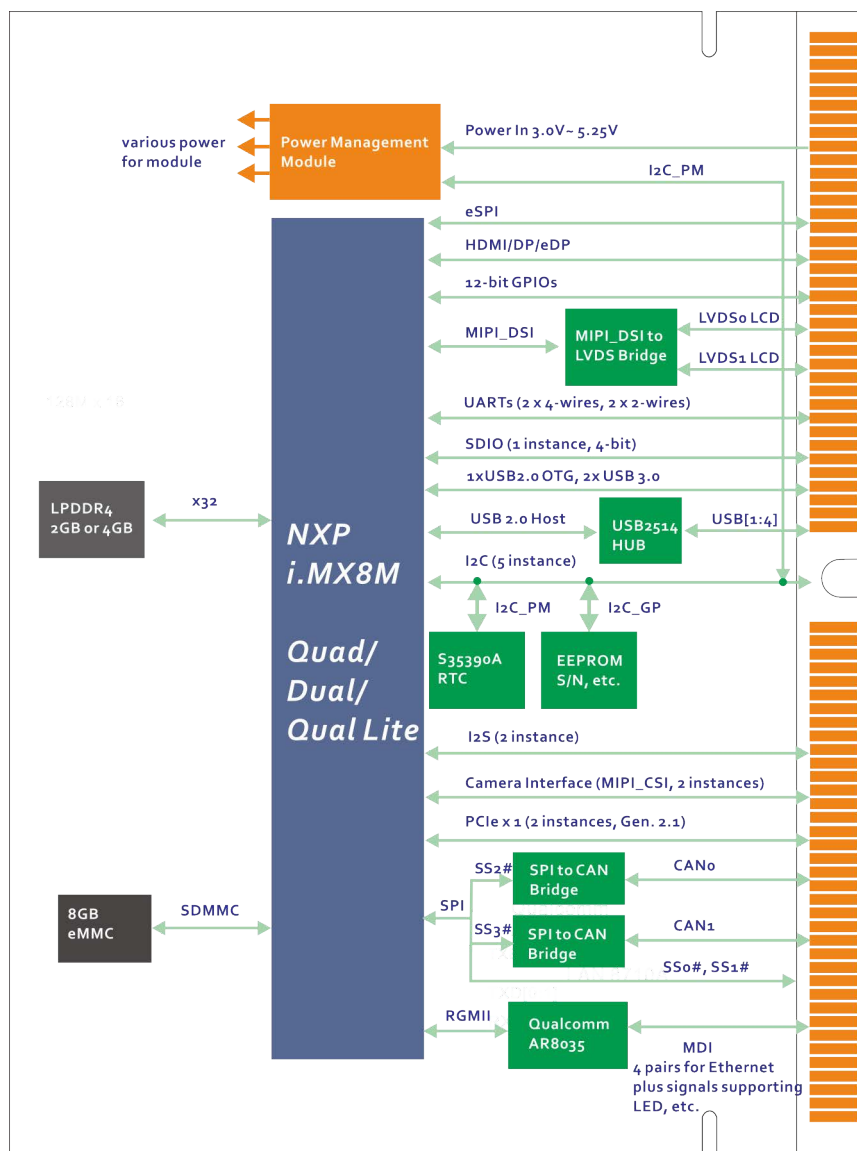 Power Management
Module
various power
for module
Power In 3.0V~ 5.25V
I2C_PM
eSPI
HDMI/DP/eDP
12-bit GPIOs
MIPI_DSI
MIPI_DSI to
LVDS Bridge
LVDS0 LCD
LVDS1 LCD
UARTs (2 x 4-wires, 2 x 2-wires)
SDIO (1 instance, 4-bit)
1xUSB2.0 OTG, 2x USB 3.0
LPDDR4
2GB or 4GB
x32
NXP
i.MX8M
Quad/
Dual/
Qual Lite
USB 2.0 Host
USB2514
HUB
USB[1:4]
I2C (5 instance)
I2C_PM
I2C_GP
S35390A
RTC
EEPROM
S/N, etc.
I2S (2 instance)
Camera Interface (MIPI_CSI, 2 instances)
PCIe x 1 (2 instances, Gen. 2.1)
8GB
eMMC
SDMMC
SPI
SS2#
SPI to CAN
Bridge
CAN0
SS3#
SPI to CAN
Bridge
CAN1
SS0#, SS1#
RGMII
Qualcomm
AR8035
MDI
4 pairs for Ethernet
plus signals supporting
LED, etc.